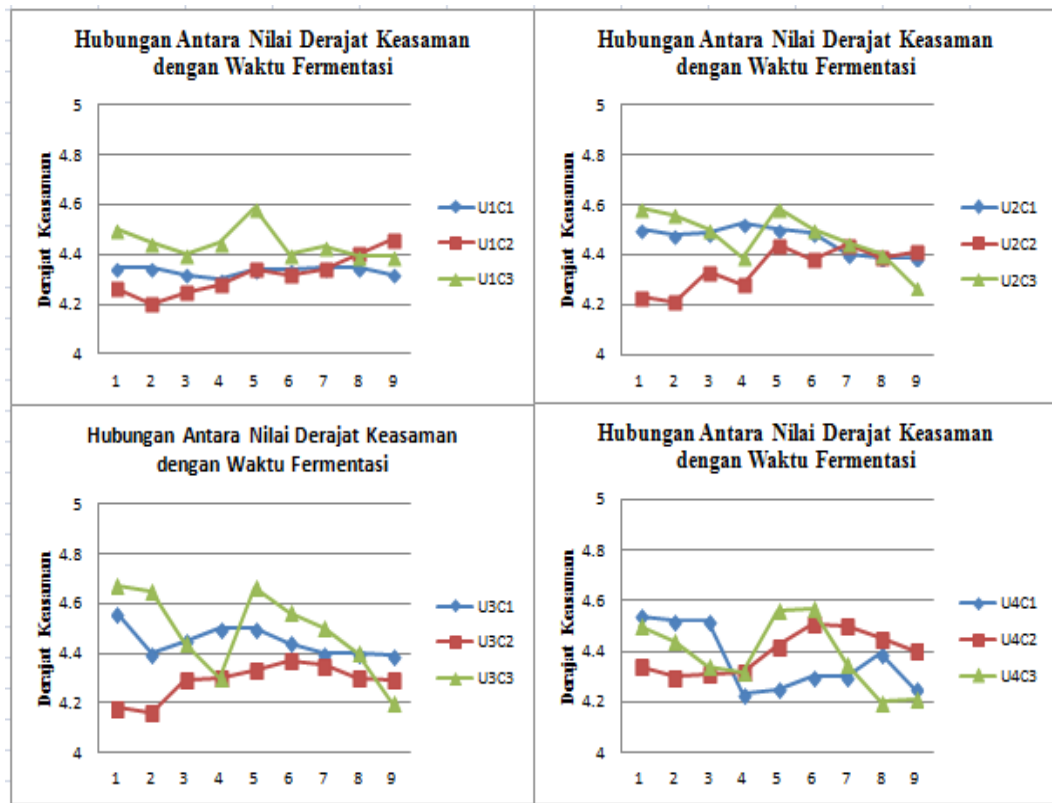 Hubungan Antara Nilai Derajat Keasaman
dengan Waktu Fermentasi
Derajat Keasaman
5
4.8
4.6
4.4
4.2
4
1 2 3 4 5 6 7 8 9
U1C1
U1C2
U1C3
Hubungan Antara Nilai Derajat Keasaman
dengan Waktu Fermentasi
Derajat Keasaman
5
4.8
4.6
4.4
4.2
4
1 2 3 4 5 6 7 8 9
U2C1
U2C2
U2C3
Hubungan Antara Nilai Derajat Keasaman
dengan Waktu Fermentasi
Derajat Keasaman
5
4.8
4.6
4.4
4.2
4
1 2 3 4 5 6 7 8 9
U3C1
U3C2
U3C3
Hubungan Antara Nilai Derajat Keasaman
dengan Waktu Fermentasi
Derajat Keasaman
5
4.8
4.6
4.4
4.2
4
1 2 3 4 5 6 7 8 9
U4C1
U4C2
U4C3